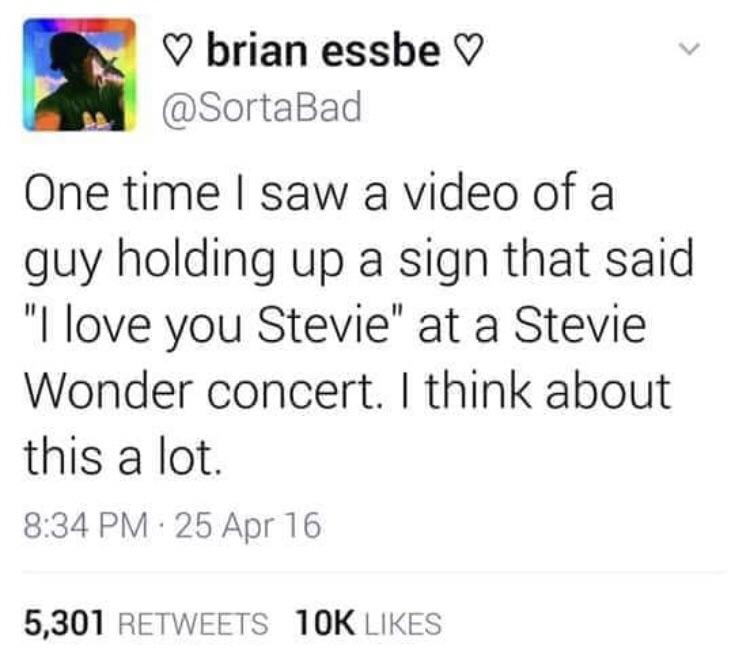 ♡ brian essbe ♡
@SortaBad
One time I saw a video of a
guy holding up a sign that said
"I love you Stevie" at a Stevie
Wonder concert. I think about
this a lot.
8:34 PM · 25 Apr 16
5,301 RETWEETS 10K LIKES